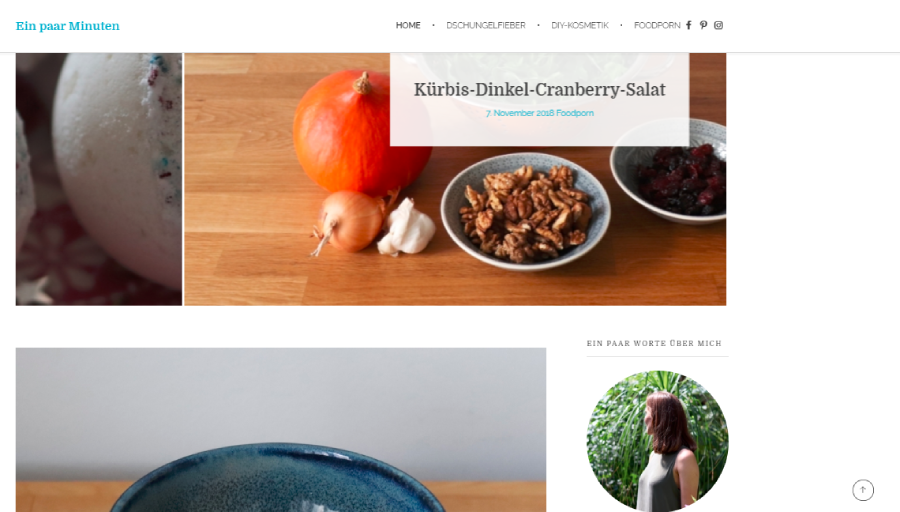 Ein paar Minuten
HOME • DSCHUNGELFIEBER • DIY-KOSMETIK • FOODPORN
Kürbis-Dinkel-Cranberry-Salat
7. November 2018 Foodporn
EIN PAAR WORTE ÜBER MICH